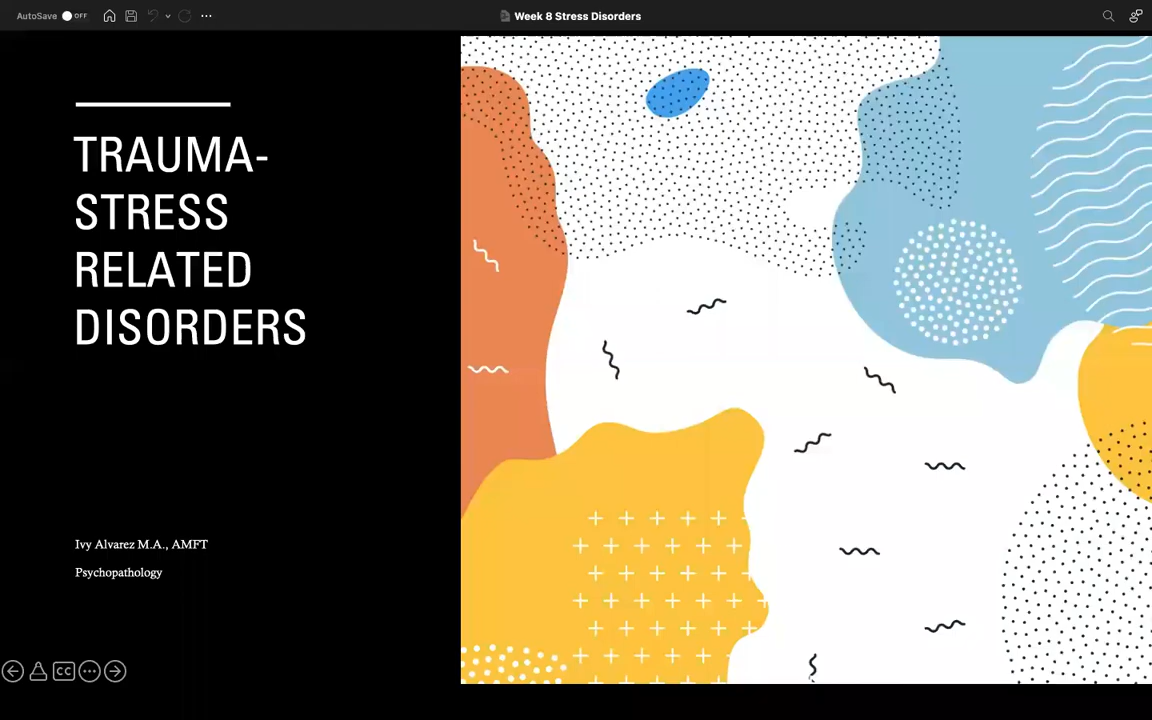 AutoSave OFF
Week 8 Stress Disorders
TRAUMA-
STRESS
RELATED
DISORDERS
Ivy Alvarez M.A., AMFT
Psychopathology
CC